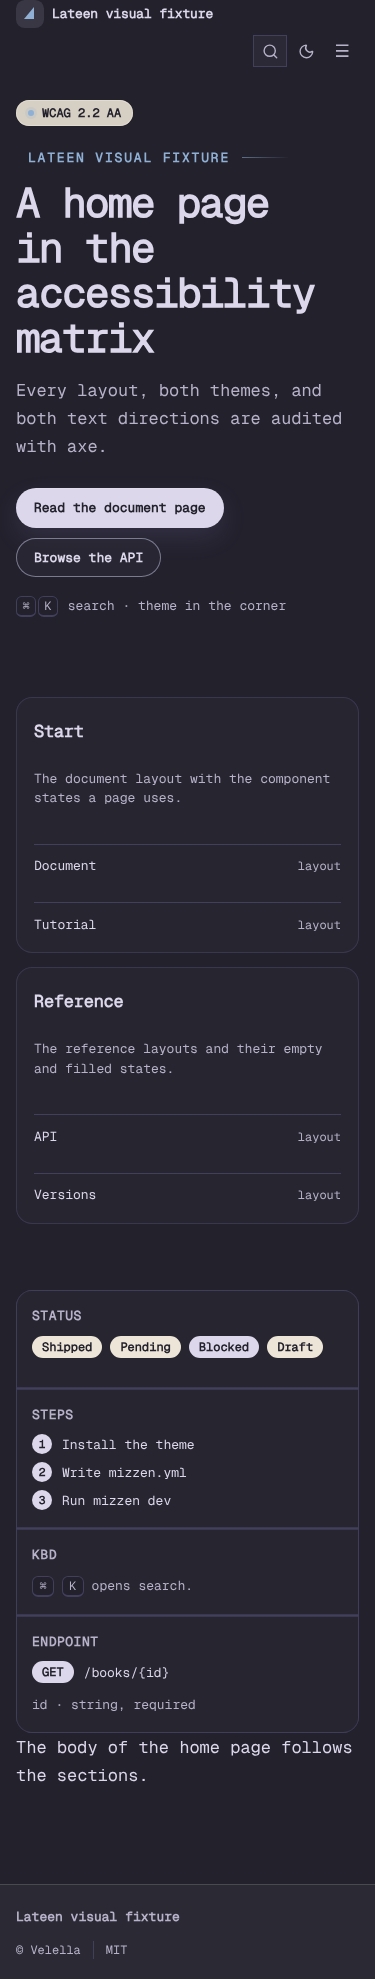 Lateen visual fixture
WCAG 2.2 AA
LATEEN VISUAL FIXTURE
A home page
in the
accessibility
matrix
Every layout, both themes, and
both text directions are audited
with axe.
Read the document page
Browse the API
⌘ K search · theme in the corner
Start
The document layout with the component
states a page uses.
Document layout
Tutorial layout
Reference
The reference layouts and their empty
and filled states.
API layout
Versions layout
STATUS
Shipped Pending Blocked Draft
STEPS
1 Install the theme
2 Write mizzen.yml
3 Run mizzen dev
KBD
⌘ K opens search.
ENDPOINT
GET /books/{id}
id · string, required
The body of the home page follows
the sections.
Lateen visual fixture
© Velella MIT